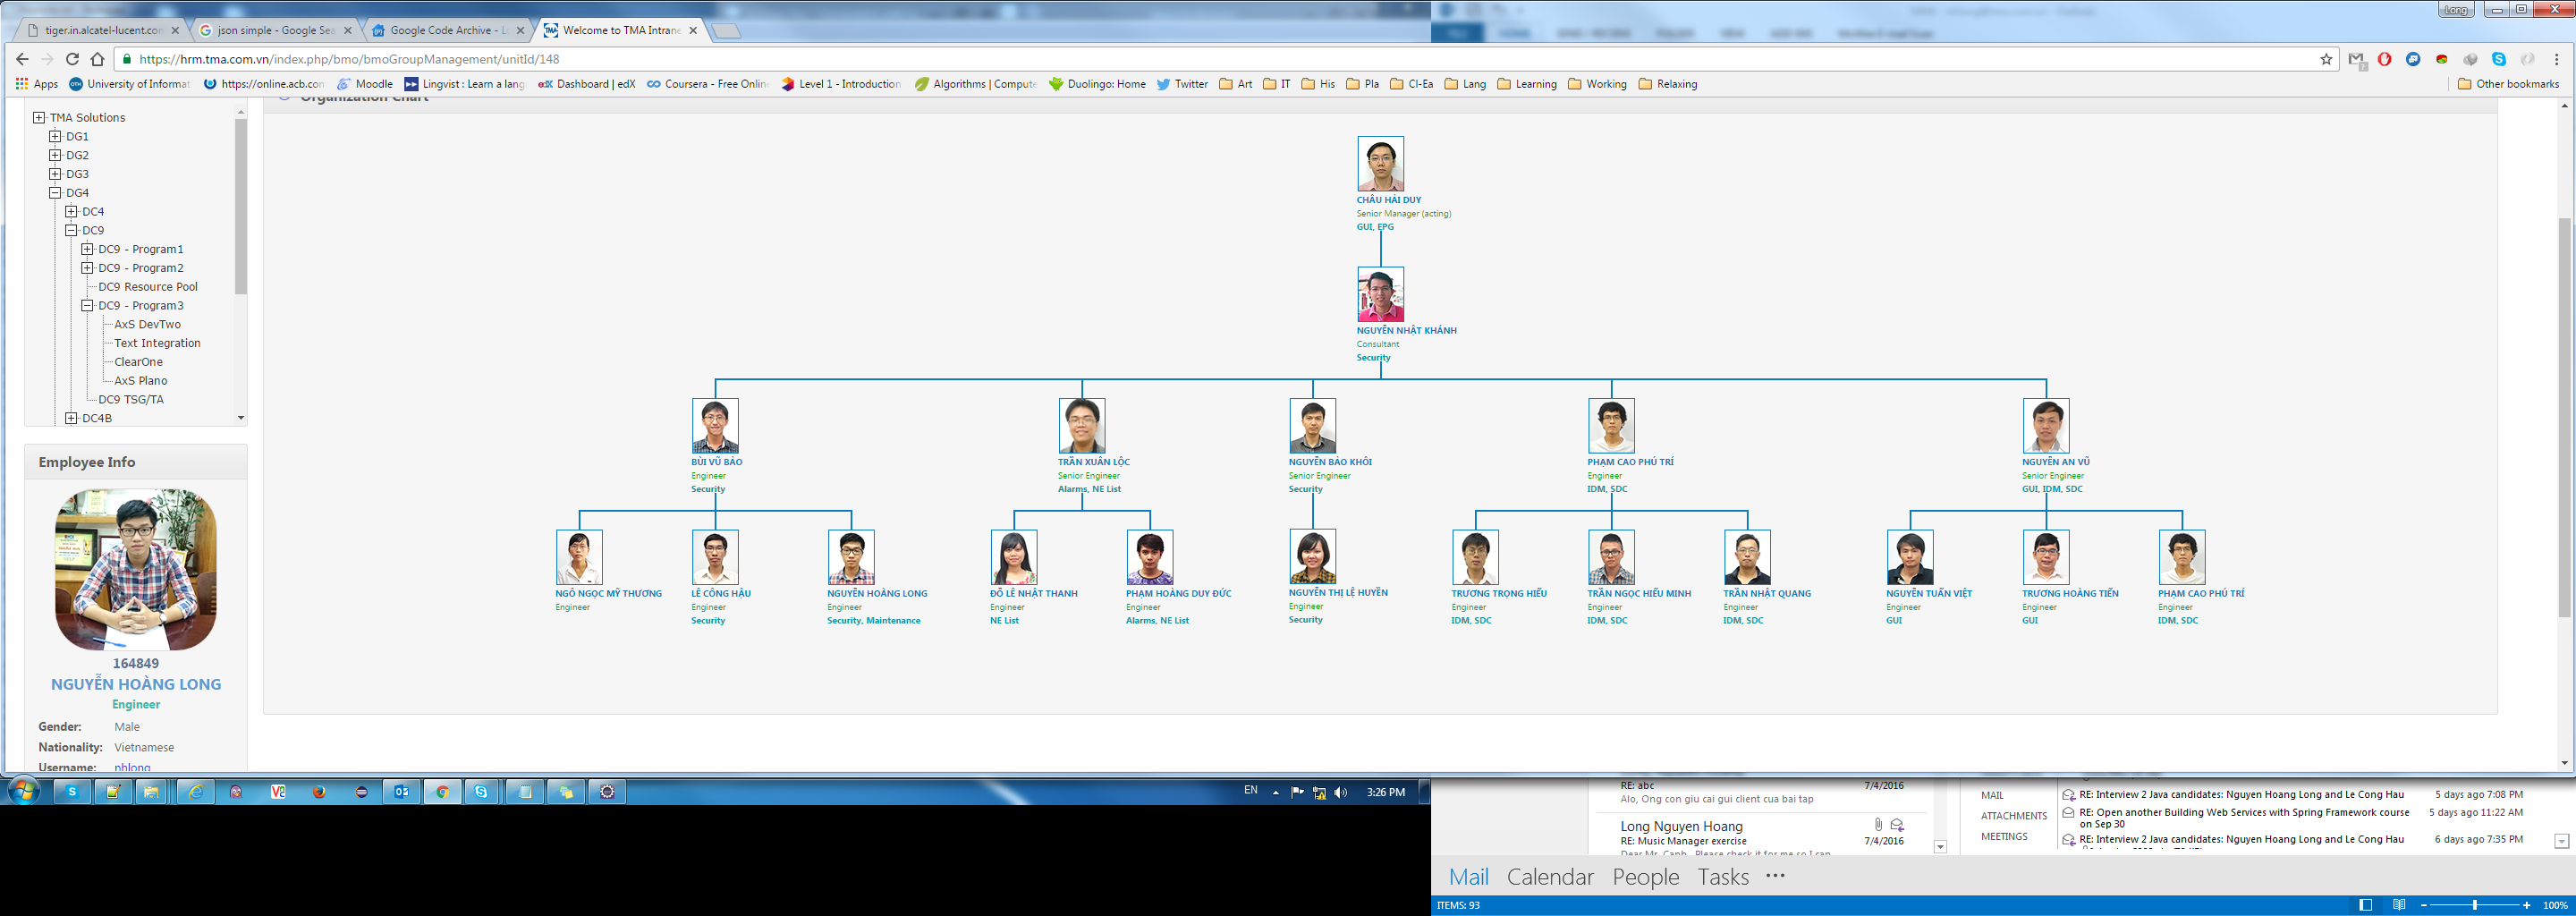 Long
tiger.in.alcatel-lucent.com
json simple - Google Sea
Google Code Archive - L
Welcome to TMA Intrane
https://hrm.tma.com.vn/index.php/bmo/bmoGroupManagement/unitId/148
Apps University of Informat https://online.acb.com Moodle Lingvist : Learn a lang Dashboard | edX Coursera - Free Onlin Level 1 - Introduction Algorithms (Compute Duolingo: Home Twitter Art IT His Pla Cl-Ea Lang Learning Working Relaxing Other bookmarks
Organization Chart
TMA Solutions
DG1
DG2
DG3
DG4
DC4
DC9
DC9 - Program1
DC9 - Program2
DC9 Resource Pool
DC9 - Program3
AxS DevTwo
Text Integration
ClearOne
AxS Plano
DC9 TSG/TA
DC4B
Employee Info
164849
NGUYỄN HOÀNG LONG
Engineer
Gender: Male
Nationality: Vietnamese
Username: nhlong
CHÂU HẢI DUY
Senior Manager (acting)
GUI, EPG
NGUYỄN NHẬT KHÁNH
Consultant
Security
BÙI VŨ BẢO
Engineer
Security
TRẦN XUÂN LỘC
Senior Engineer
Alarms, NE List
NGUYỄN BẢO KHÔI
Senior Engineer
Security
PHẠM CAO PHÚ TRÍ
Engineer
IDM, SDC
NGUYỄN AN VŨ
Senior Engineer
GUI, IDM, SDC
NGÔ NGỌC MỸ THƯƠNG
Engineer
LÊ CÔNG HẬU
Engineer
Security
NGUYỄN HOÀNG LONG
Engineer
Security, Maintenance
ĐỖ LÊ NHẬT THANH
Engineer
NE List
PHẠM HOÀNG DUY ĐỨC
Engineer
Alarms, NE List
NGUYỄN THỊ LỆ HUYỀN
Engineer
Security
TRƯƠNG TRỌNG HIẾU
Engineer
IDM, SDC
TRẦN NGỌC HIẾU MINH
Engineer
IDM, SDC
TRẦN NHẬT QUANG
Engineer
IDM, SDC
NGUYỄN TUẤN VIỆT
Engineer
GUI
TRƯƠNG HOÀNG TIẾN
Engineer
GUI
PHẠM CAO PHÚ TRÍ
Engineer
IDM, SDC
EN 3:26 PM
RE: abc 7/4/2016
Alo, Ong con giu cai gui client cua bai tap
Long Nguyen Hoang
RE: Music Manager exercise 7/4/2016
Dear Mr. Canh, Please check it for me so I can
MAIL
ATTACHMENTS
MEETINGS
RE: Interview 2 Java candidates: Nguyen Hoang Long and Le Cong Hau 5 days ago 7:08 PM
RE: Open another Building Web Services with Spring Framework course 5 days ago 11:22 AM
on Sep 30
RE: Interview 2 Java candidates: Nguyen Hoang Long and Le Cong Hau 6 days ago 7:35 PM
Mail Calendar People Tasks ···
ITEMS: 93
100%